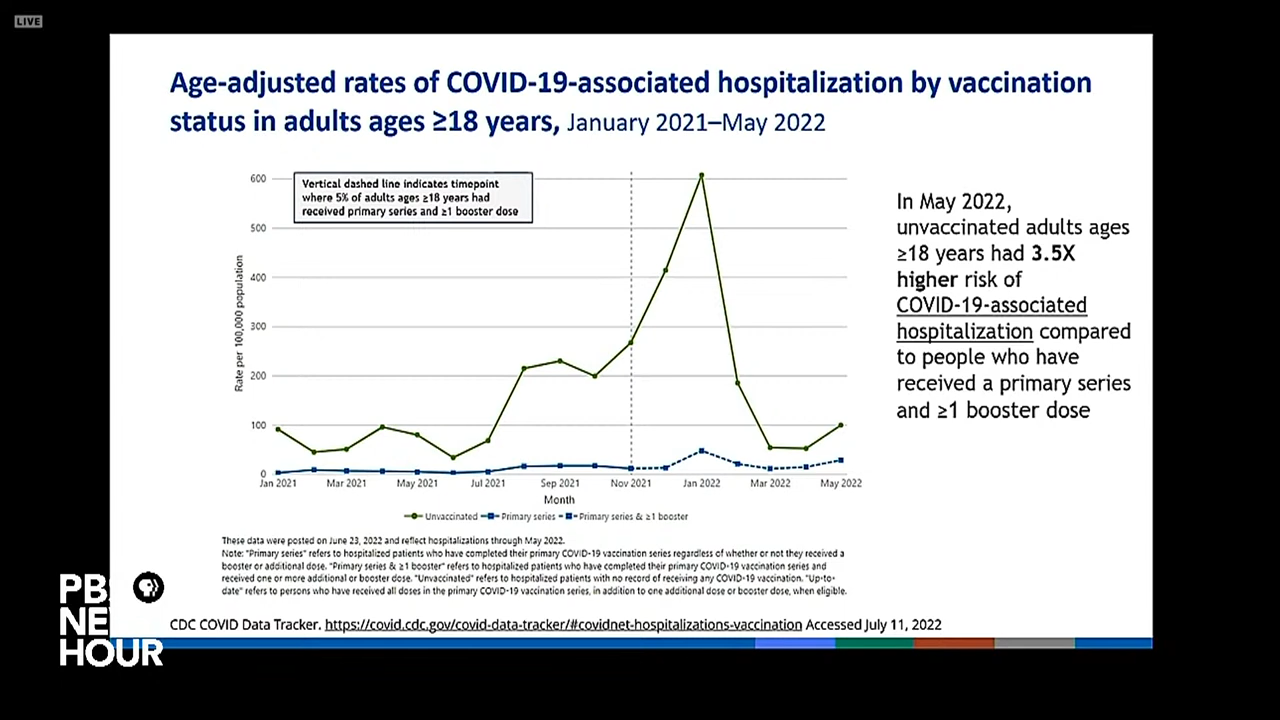 LIVE
Age-adjusted rates of COVID-19-associated hospitalization by vaccination
status in adults ages ≥18 years, January 2021–May 2022
Vertical dashed line indicates timepoint
where 5% of adults ages ≥18 years had
received primary series and ≥1 booster dose
Rate per 100,000 population
600
500
400
300
200
100
0
Jan 2021 Mar 2021 May 2021 Jul 2021 Sep 2021 Nov 2021 Jan 2022 Mar 2022 May 2022
Month
Unvaccinated Primary series Primary series & ≥1 booster
In May 2022,
unvaccinated adults ages
≥18 years had 3.5X
higher risk of
COVID-19-associated
hospitalization compared
to people who have
received a primary series
and ≥1 booster dose
These data were posted on June 23, 2022 and reflect hospitalizations through May 2022.
Note: "Primary series" refers to hospitalized patients who have completed their primary COVID-19 vaccination series regardless of whether or not they received a
booster or additional dose. "Primary series & ≥1 booster" refers to hospitalized patients who have completed their primary COVID-19 vaccination series and
received one or more additional or booster dose. "Unvaccinated" refers to hospitalized patients with no record of receiving any COVID-19 vaccination. "Up-to-
date" refers to persons who have received all doses in the primary COVID-19 vaccination series, in addition to one additional dose or booster dose, when eligible.
CDC COVID Data Tracker. https://covid.cdc.gov/covid-data-tracker/#covidnet-hospitalizations-vaccination Accessed July 11, 2022
PBS
NEWS
HOUR